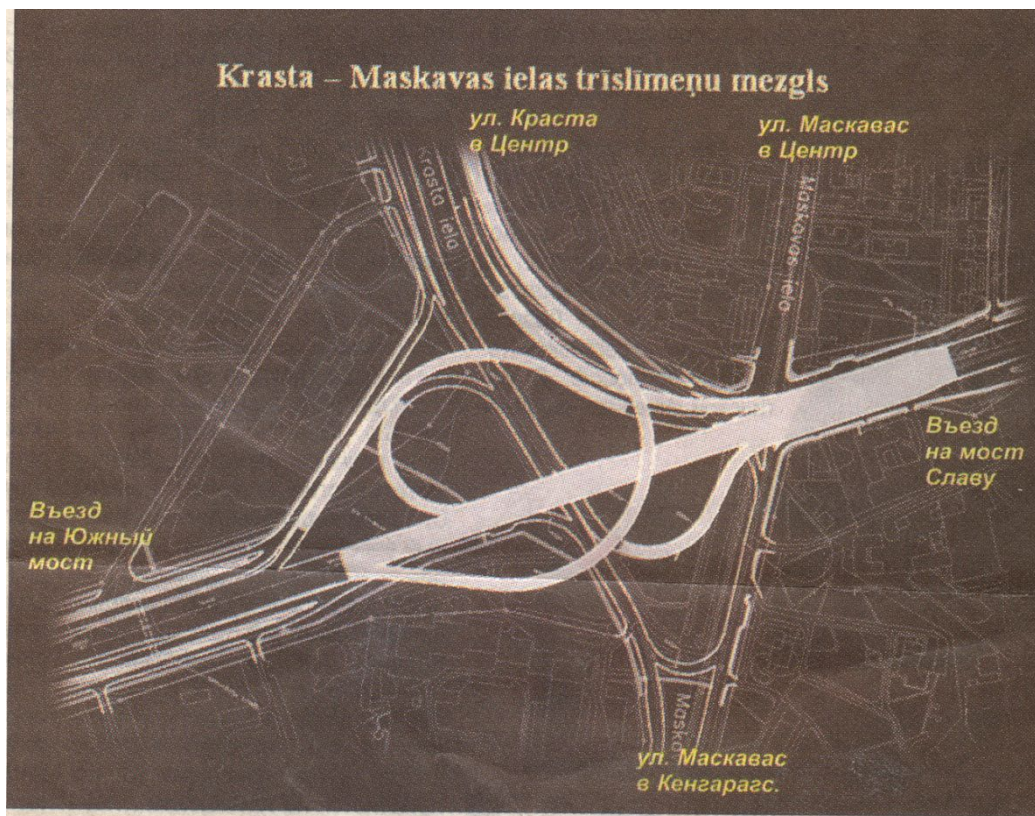 Krasta – Maskavas ielas trīslīmeņu mezgls
ул. Краста
в Центр
ул. Маскавас
в Центр
Krasta iela
Maskavas iela
Въезд
на мост
Славу
Въезд
на Южный
мост
Masko
ул. Маскавас
в Кенгарагс.